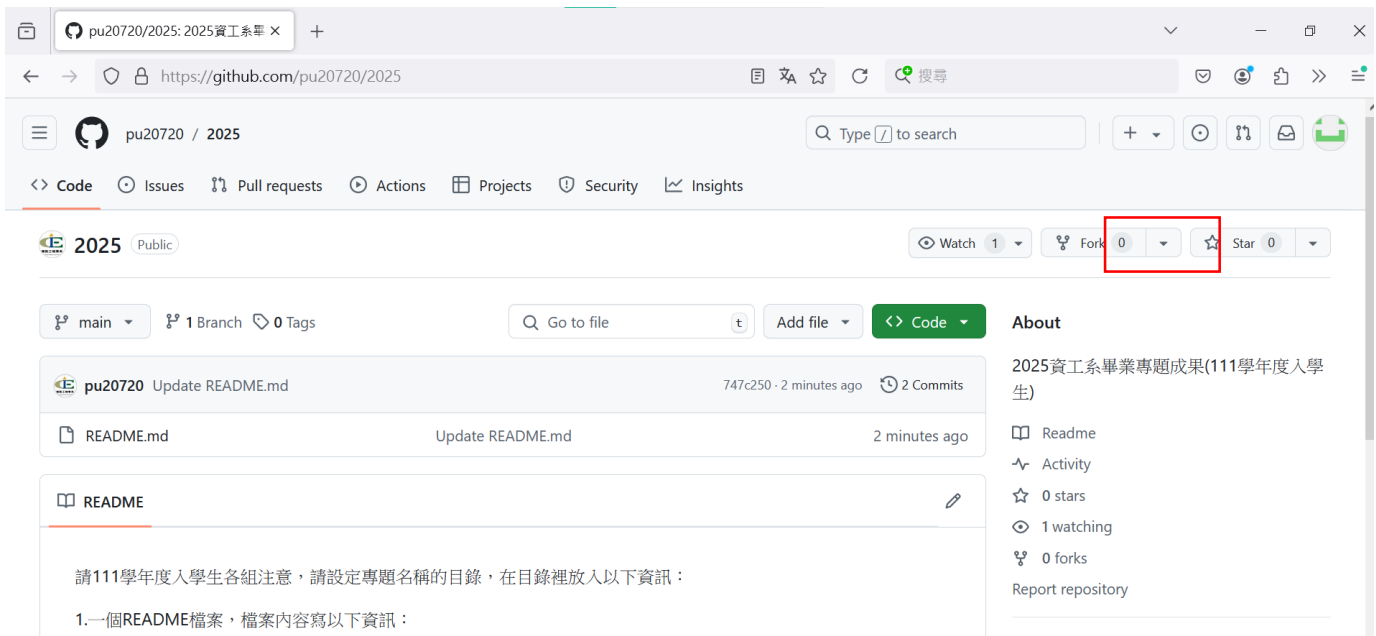 pu20720/2025: 2025資工系畢
https://github.com/pu20720/2025
搜尋
pu20720 / 2025
Type / to search
Code Issues Pull requests Actions Projects Security Insights
2025 Public
Watch 1 Fork 0 Star 0
main 1 Branch 0 Tags Go to file t Add file Code
pu20720 Update README.md 747c250 · 2 minutes ago 2 Commits
README.md Update README.md 2 minutes ago
README
請111學年度入學生各組注意，請設定專題名稱的目錄，在目錄裡放入以下資訊：
1.一個README檔案，檔案內容寫以下資訊：
About
2025資工系畢業專題成果(111學年度入學
生)
Readme
Activity
0 stars
1 watching
0 forks
Report repository